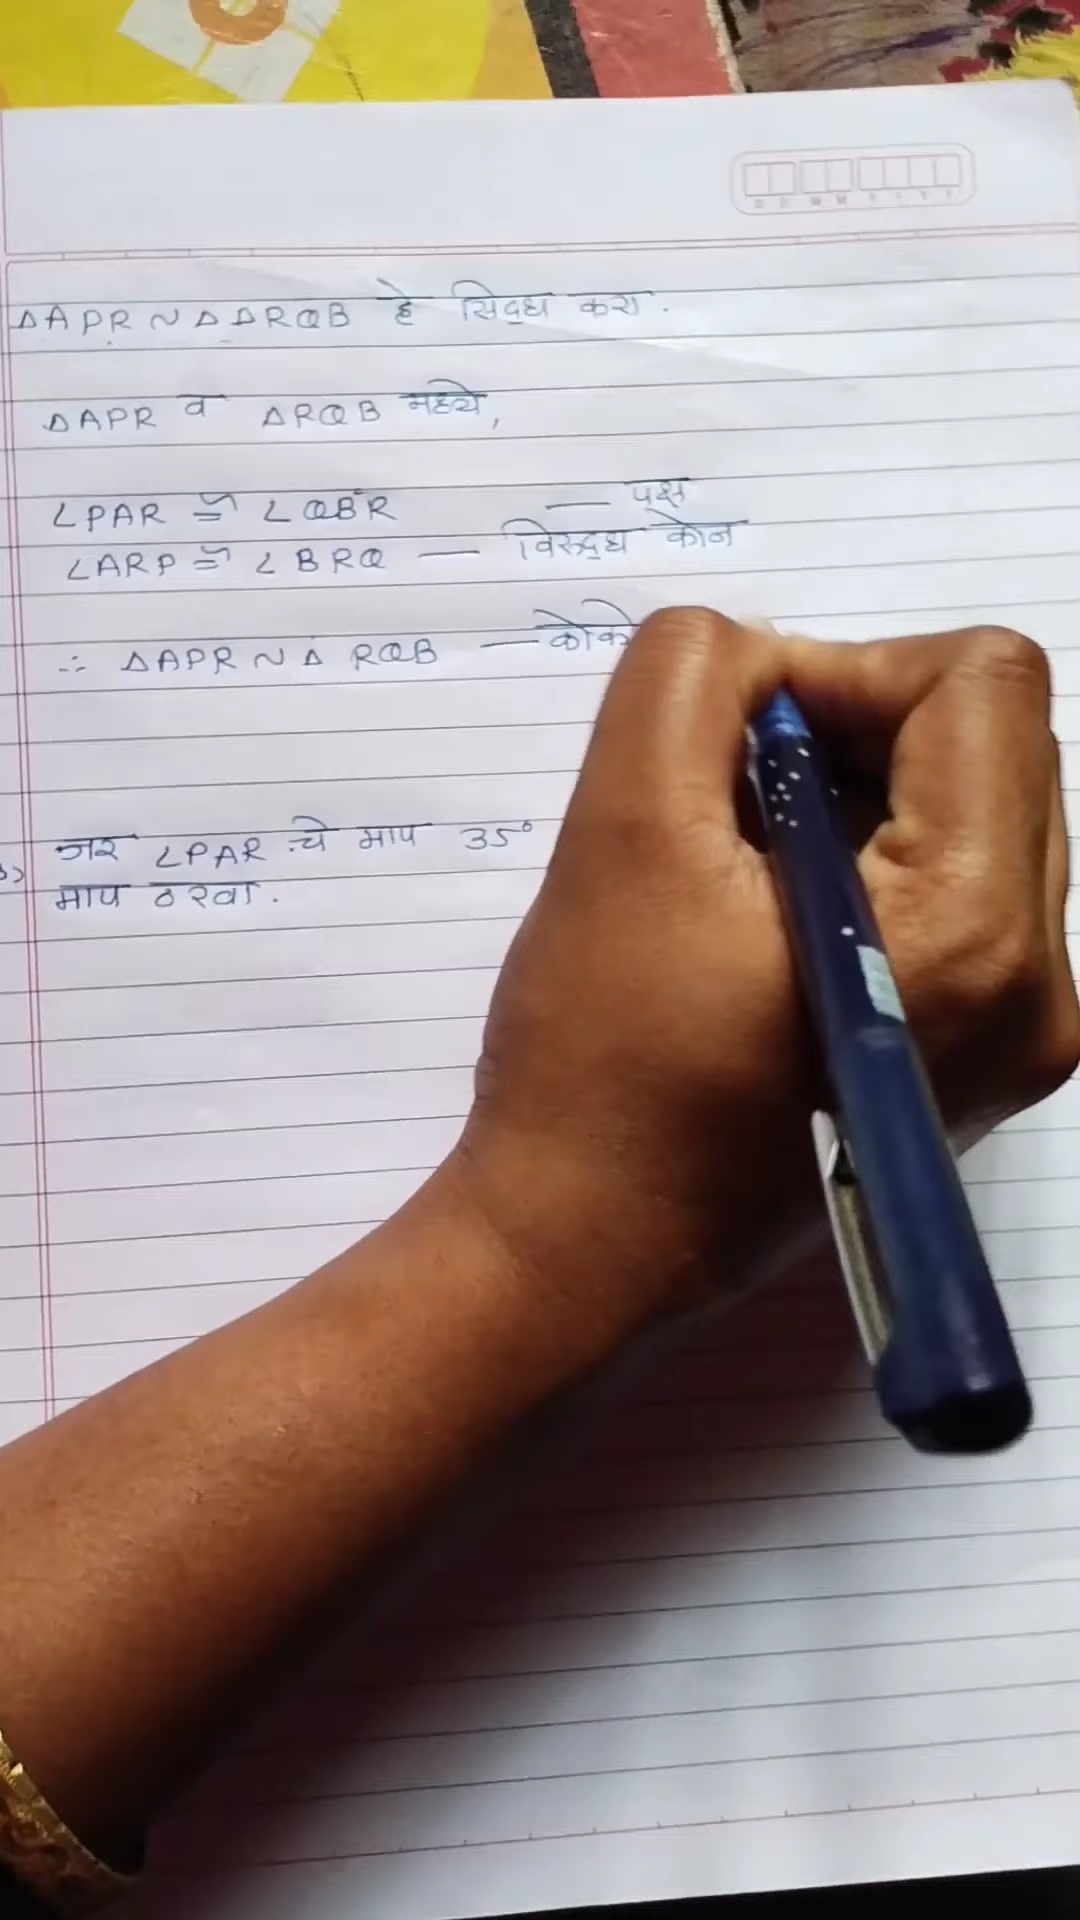 ΔAPR ~ Δ ΔRQB हे सिद्ध करा.
ΔAPR व ΔRQB मध्ये,
∠PAR ≅ ∠QBR — पक्ष
∠ARP ≅ ∠BRQ — विरुद्ध कोन
∴ ΔAPR ~ Δ RQB — कोको
जर ∠PAR चे माप 35°
माप ठरवा.